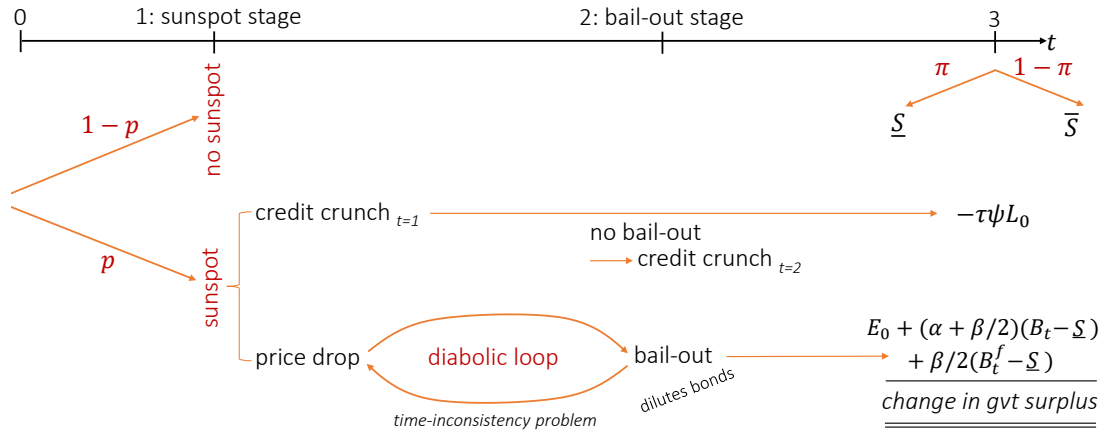 0
1: sunspot stage
2: bail-out stage
3
t
π
1 − π
S̲
S̅
1 − p
no sunspot
p
sunspot
credit crunch t=1
−τψL₀
no bail-out
credit crunch t=2
price drop
diabolic loop
bail-out
dilutes bonds
time-inconsistency problem
E₀ + (α + β/2)(Bₜ − S̲)
+ β/2(Bₜᶠ − S̲)
change in gvt surplus